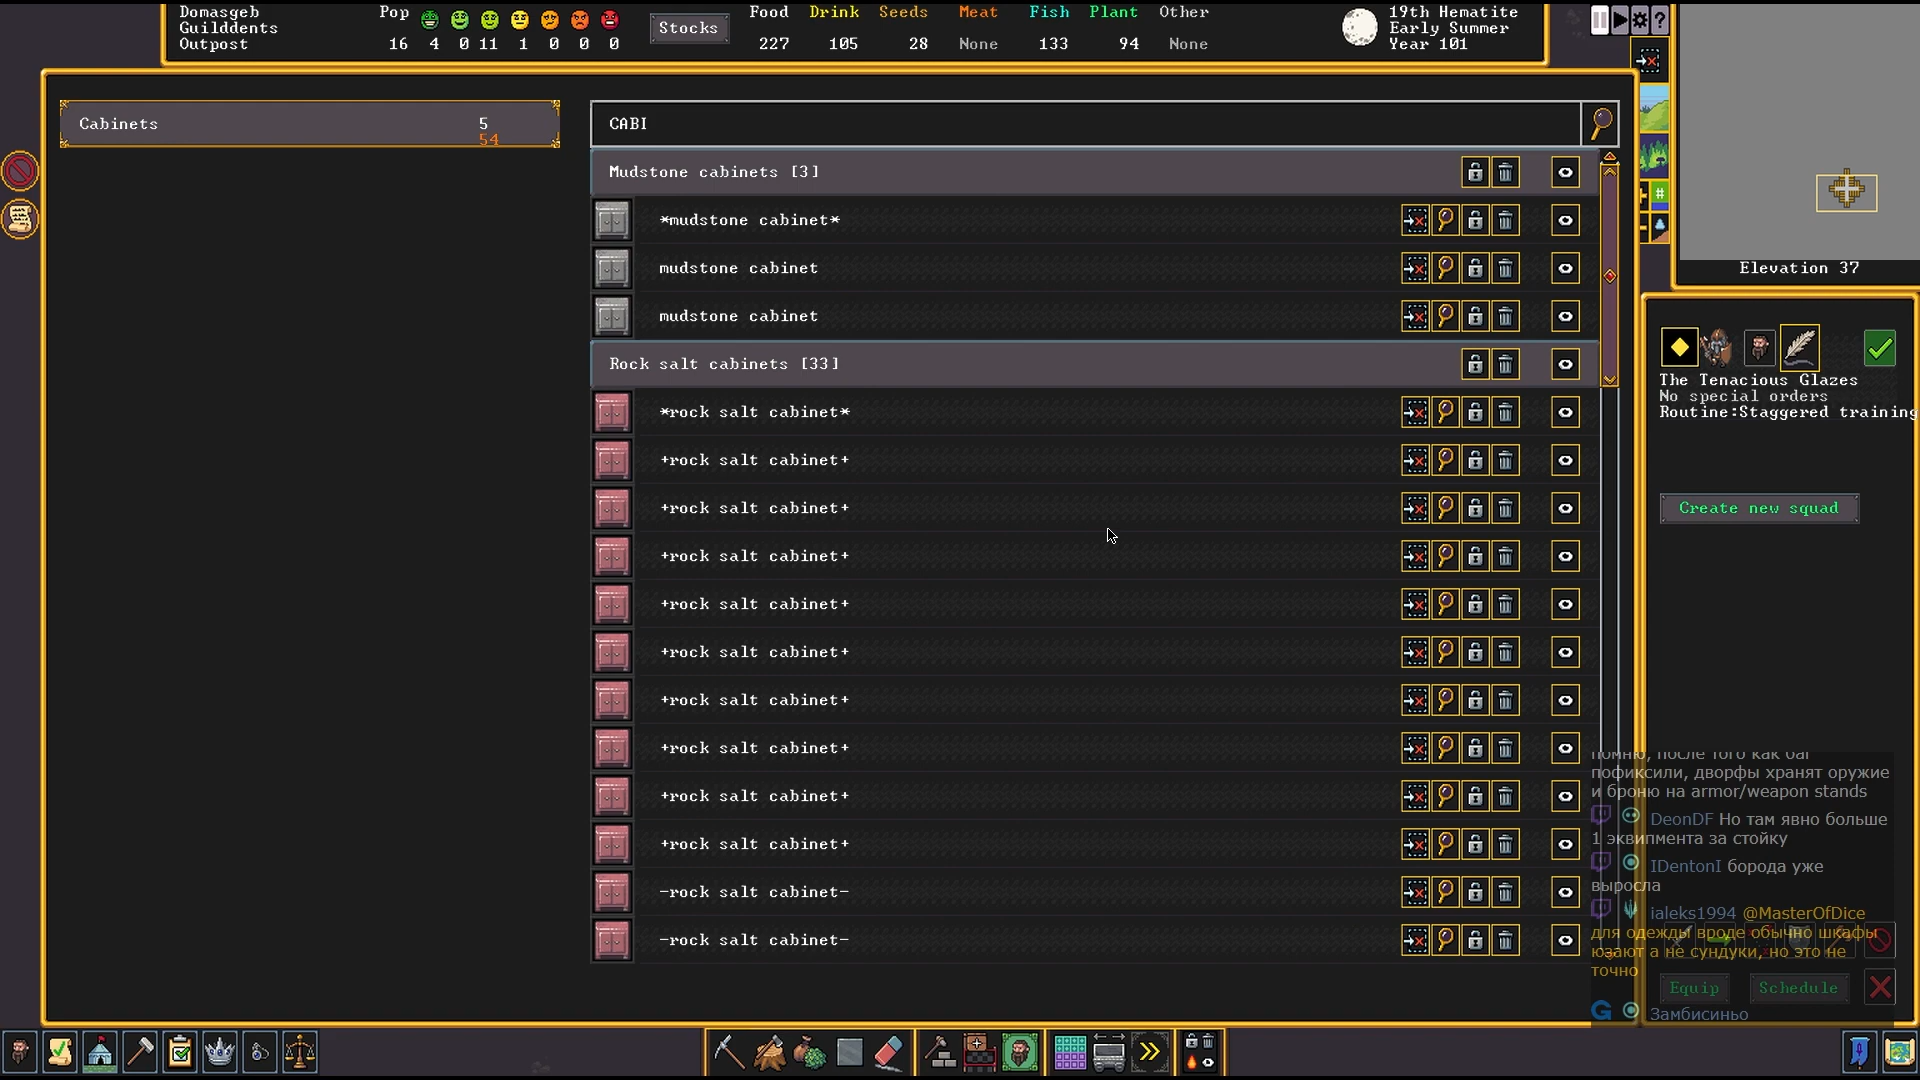 Domasgeb
Guilddents
Outpost
Pop
16 4 0 11 1 0 0 0
Stocks
Food Drink Seeds Meat Fish Plant Other
227 105 28 None 133 94 None
19th Hematite
Early Summer
Year 101
Cabinets 5
54
CABI
Mudstone cabinets [3]
*mudstone cabinet*
mudstone cabinet
mudstone cabinet
Rock salt cabinets [33]
*rock salt cabinet*
+rock salt cabinet+
+rock salt cabinet+
+rock salt cabinet+
+rock salt cabinet+
+rock salt cabinet+
+rock salt cabinet+
+rock salt cabinet+
+rock salt cabinet+
+rock salt cabinet+
-rock salt cabinet-
-rock salt cabinet-
Elevation 37
The Tenacious Glazes
No special orders
Routine:Staggered training
Create new squad
помню, после того как баг
пофиксили, дворфы хранят оружие
и броню на armor/weapon stands
DeonDF Но там явно больше
1 эквипмента за стойку
IDentonI борода уже
выросла
ialeks1994 @MasterOfDice
для одежды вроде обычно шкафы
юзают а не сундуки, но это не
точно
Equip Schedule
Замбисиньо